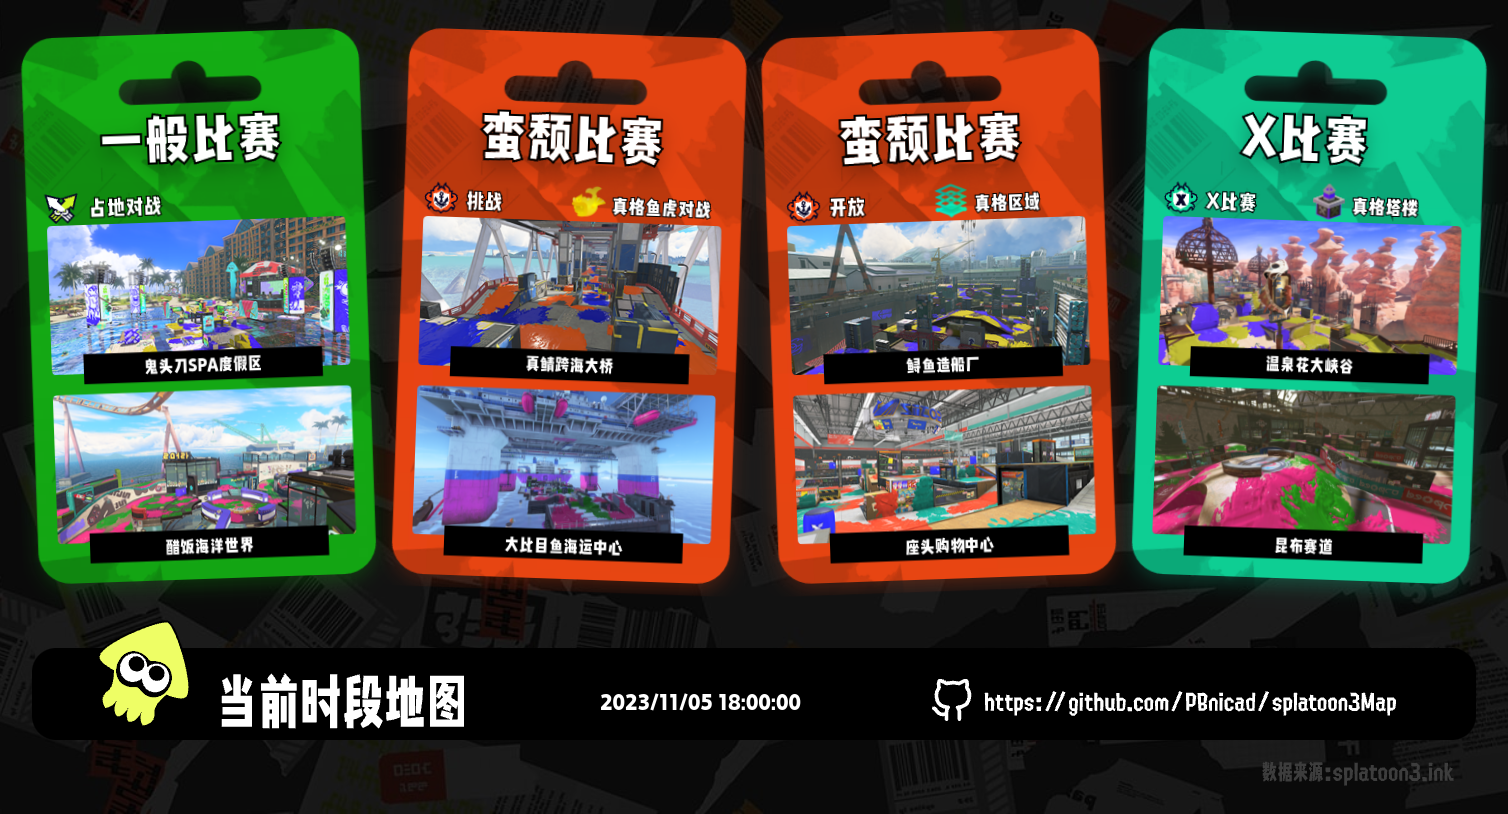 一般比赛
占地对战
鬼头刀SPA度假区
醋饭海洋世界
蛮颓比赛
挑战
真格鱼虎对战
真鲭跨海大桥
大比目鱼海运中心
蛮颓比赛
开放
真格区域
鲟鱼造船厂
座头购物中心
X比赛
X比赛
真格塔楼
温泉花大峡谷
昆布赛道
当前时段地图
2023/11/05 18:00:00
https://github.com/PBnicad/splatoon3Map
数据来源:splatoon3.ink